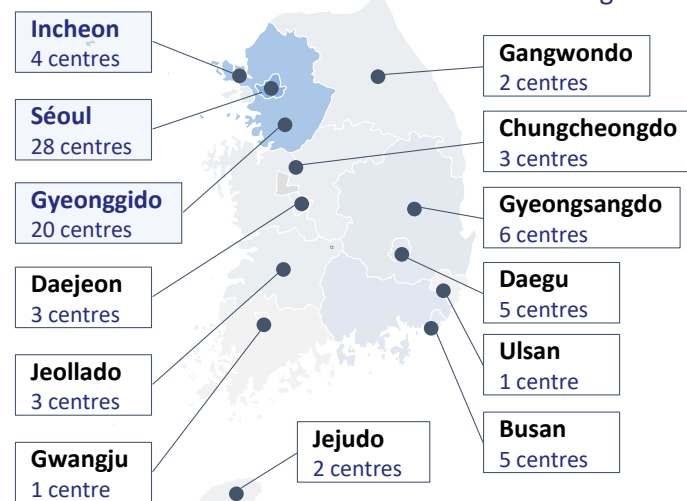 Incheon
4 centres
Séoul
28 centres
Gyeonggido
20 centres
Daejeon
3 centres
Jeollado
3 centres
Gwangju
1 centre
Jejudo
2 centres
Gangwondo
2 centres
Chungcheongdo
3 centres
Gyeongsangdo
6 centres
Daegu
5 centres
Ulsan
1 centre
Busan
5 centres